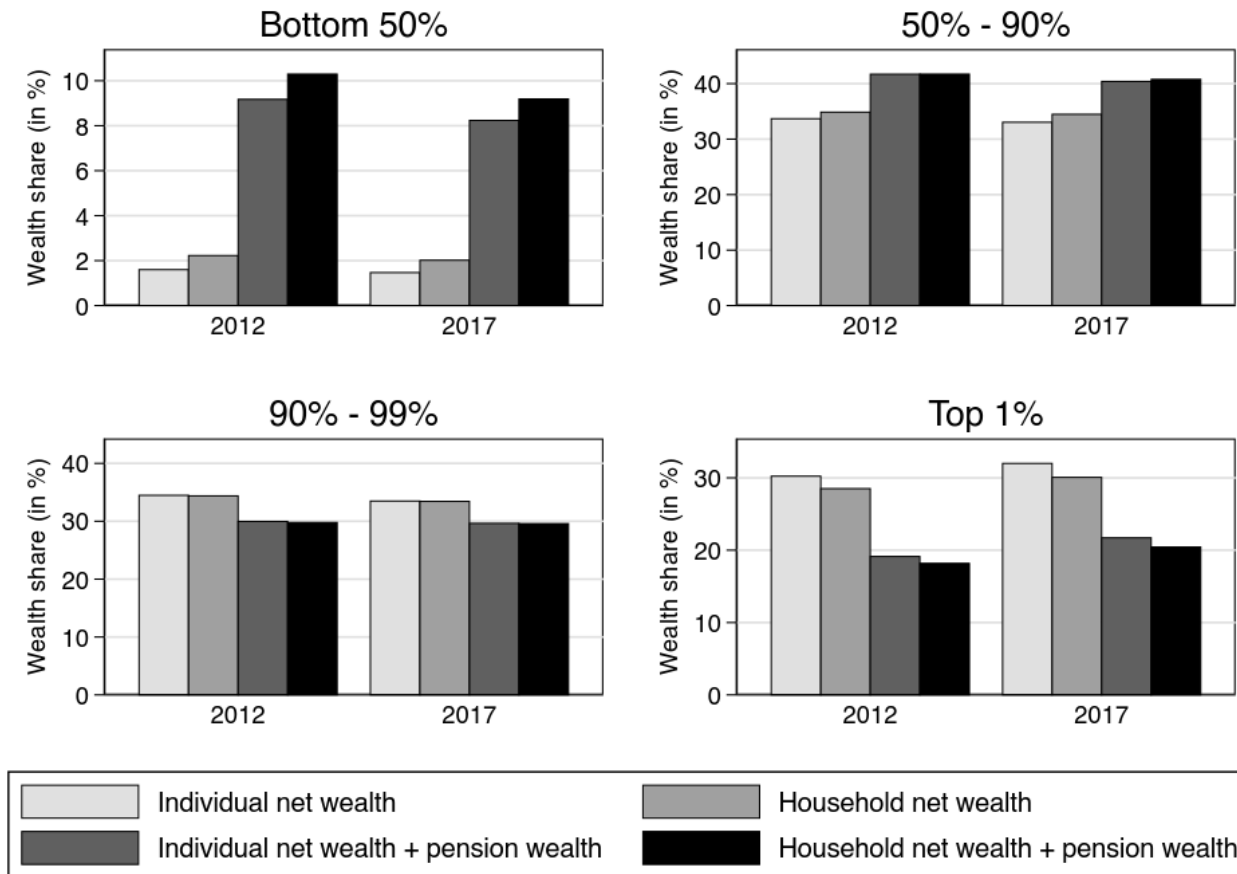 Bottom 50%
Wealth share (in %)
10
8
6
4
2
0
2012 2017
50% - 90%
Wealth share (in %)
40
30
20
10
0
2012 2017
90% - 99%
Wealth share (in %)
40
30
20
10
0
2012 2017
Top 1%
Wealth share (in %)
30
20
10
0
2012 2017
Individual net wealth
Household net wealth
Individual net wealth + pension wealth
Household net wealth + pension wealth